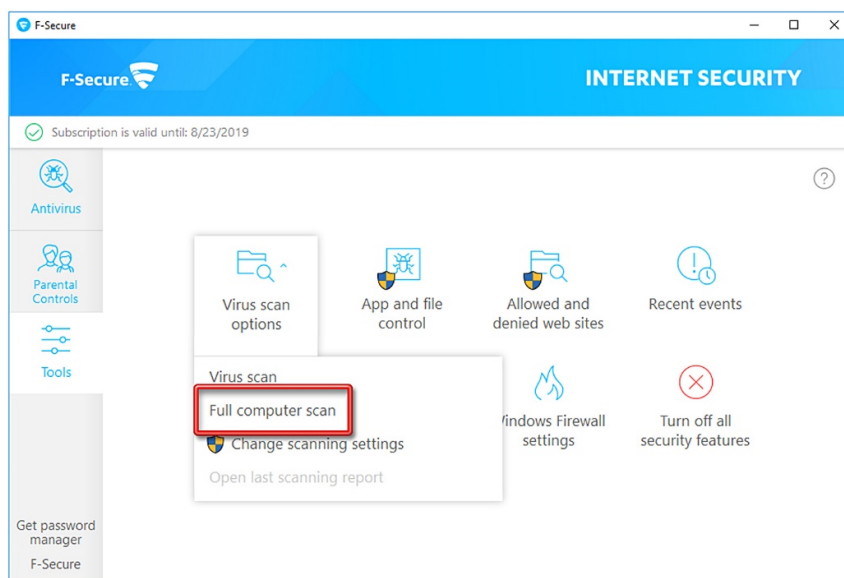 F-Secure
F-Secure.
INTERNET SECURITY
Subscription is valid until: 8/23/2019
Antivirus
Parental
Controls
Tools
Get password
manager
F-Secure
Virus scan
options
App and file
control
Allowed and
denied web sites
Recent events
Virus scan
Full computer scan
Change scanning settings
Open last scanning report
Firewall
settings
Turn off all
security features